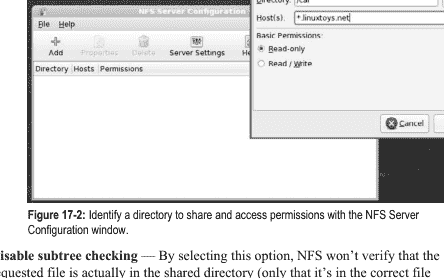 NFS Server Configuration
File Help
Add Properties Delete Server Settings
Directory Hosts Permissions
Directory: /cal
Host(s): *.linuxtoys.net
Basic Permissions:
Read-only
Read / Write
Cancel
Figure 17-2: Identify a directory to share and access permissions with the NFS Server
Configuration window.
isable subtree checking — By selecting this option, NFS won't verify that the
equested file is actually in the shared directory (only that it's in the correct file